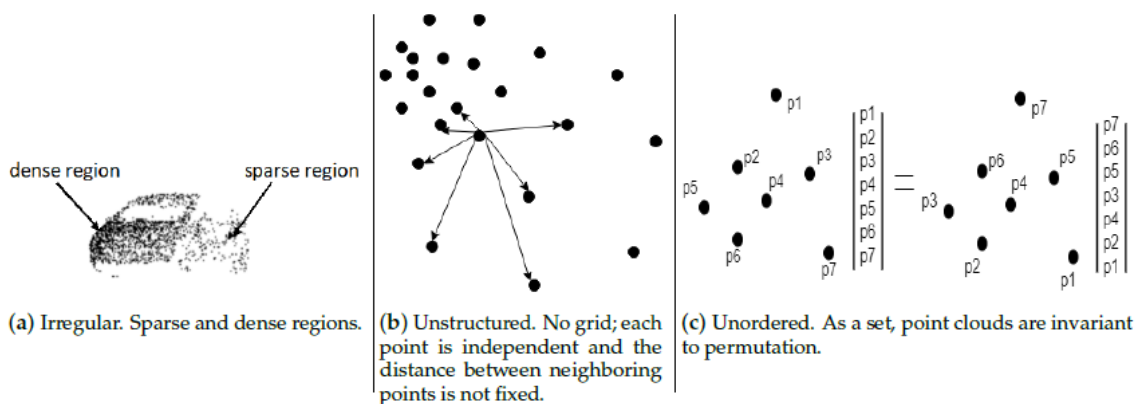 dense region
sparse region
(a) Irregular. Sparse and dense regions.
(b) Unstructured. No grid; each
point is independent and the
distance between neighboring
points is not fixed.
p1
p2
p3
p4
p5
p6
p7
p1
p2
p3
p4
p5
p6
p7
=
p7
p6
p5
p4
p3
p2
p1
p7
p6
p5
p3
p4
p2
p1
(c) Unordered. As a set, point clouds are invariant
to permutation.